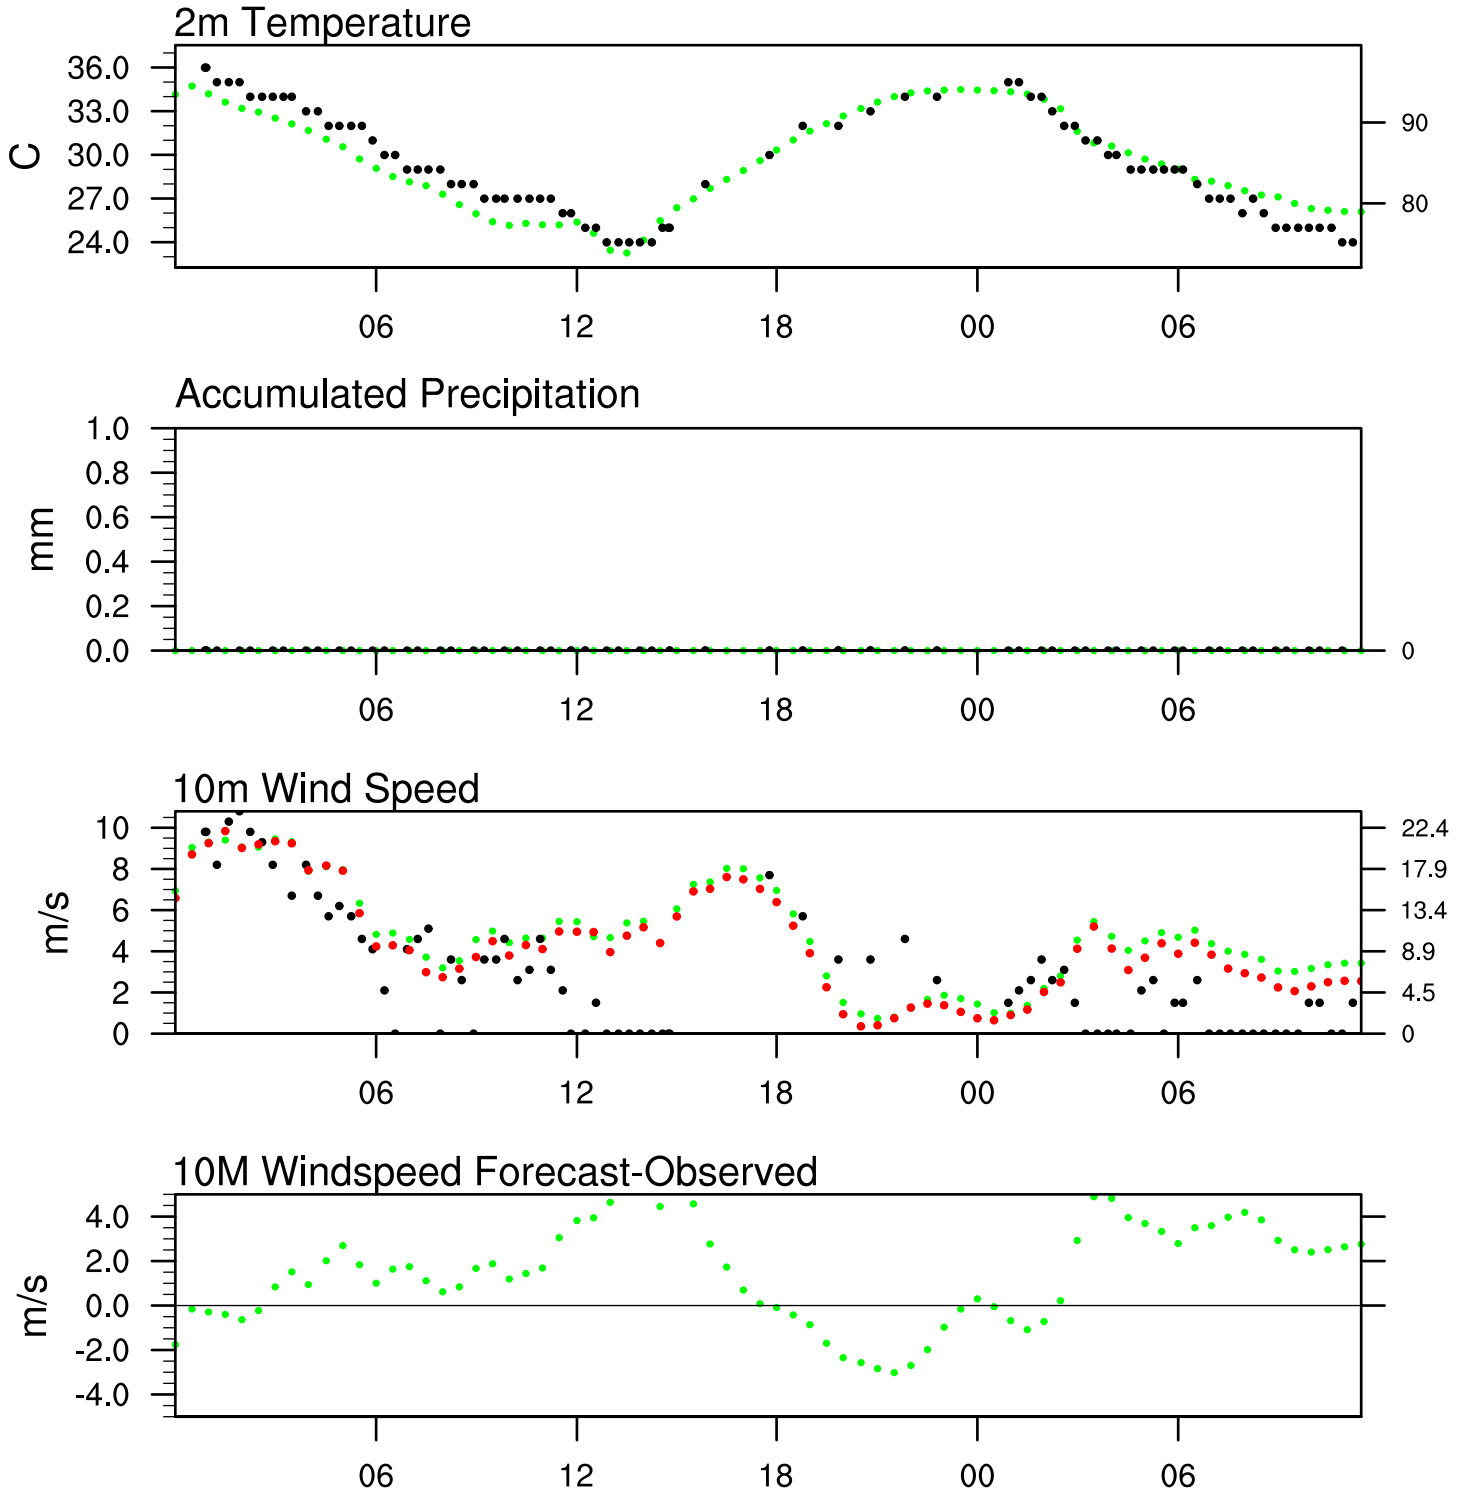 2m Temperature
36.0
33.0
90
C
30.0
27.0
80
24.0
06 12 18 00 06
Accumulated Precipitation
1.0
0.8
0.6
mm
0.4
0.2
0.0 0
06 12 18 00 06
10m Wind Speed
10 22.4
8 17.9
6 13.4
m/s
4 8.9
2 4.5
0 0
06 12 18 00 06
10M Windspeed Forecast-Observed
4.0
2.0
0.0
m/s
-2.0
-4.0
06 12 18 00 06